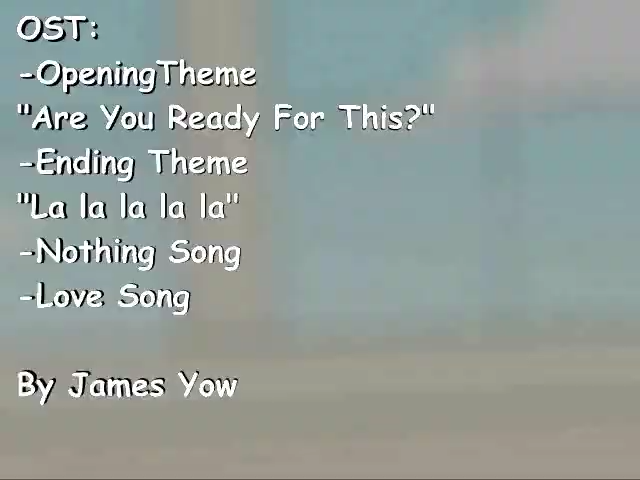 OST:
-OpeningTheme
"Are You Ready For This?"
-Ending Theme
"La la la la la"
-Nothing Song
-Love Song
By James Yow